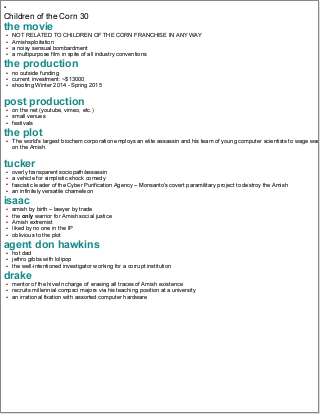 Children of the Corn 30
the movie
NOT RELATED TO CHILDREN OF THE CORN FRANCHISE IN ANY WAY
Amishsploitation
a noisy sensual bombardment
a multipurpose film in spite of all industry conventions
the production
no outside funding
current investment: ~$13000
shooting Winter 2014 - Spring 2015
post production
on the net (youtube, vimeo, etc.)
small venues
festivals
the plot
The world's largest biochem corporation employs an elite assassin and his team of young computer scientists to wage war
on the Amish.
tucker
overly transparent sociopath/assassin
a vehicle for simplistic shock comedy
fascistic leader of the Cyber Purification Agency – Monsanto's covert paramilitary project to destroy the Amish
an infinitely versatile chameleon
isaac
amish by birth – lawyer by trade
the only warrior for Amish social justice
Amish extremist
liked by no one in the IP
oblivious to the plot
agent don hawkins
hot dad
jethro gibbs with lolipop
the well-intentioned investigator working for a corrupt institution
drake
mentor of the hive/in charge of erasing all traces of Amish existence
recruits millennial compsci majors via his teaching position at a university
an irrational fixation with assorted computer hardware